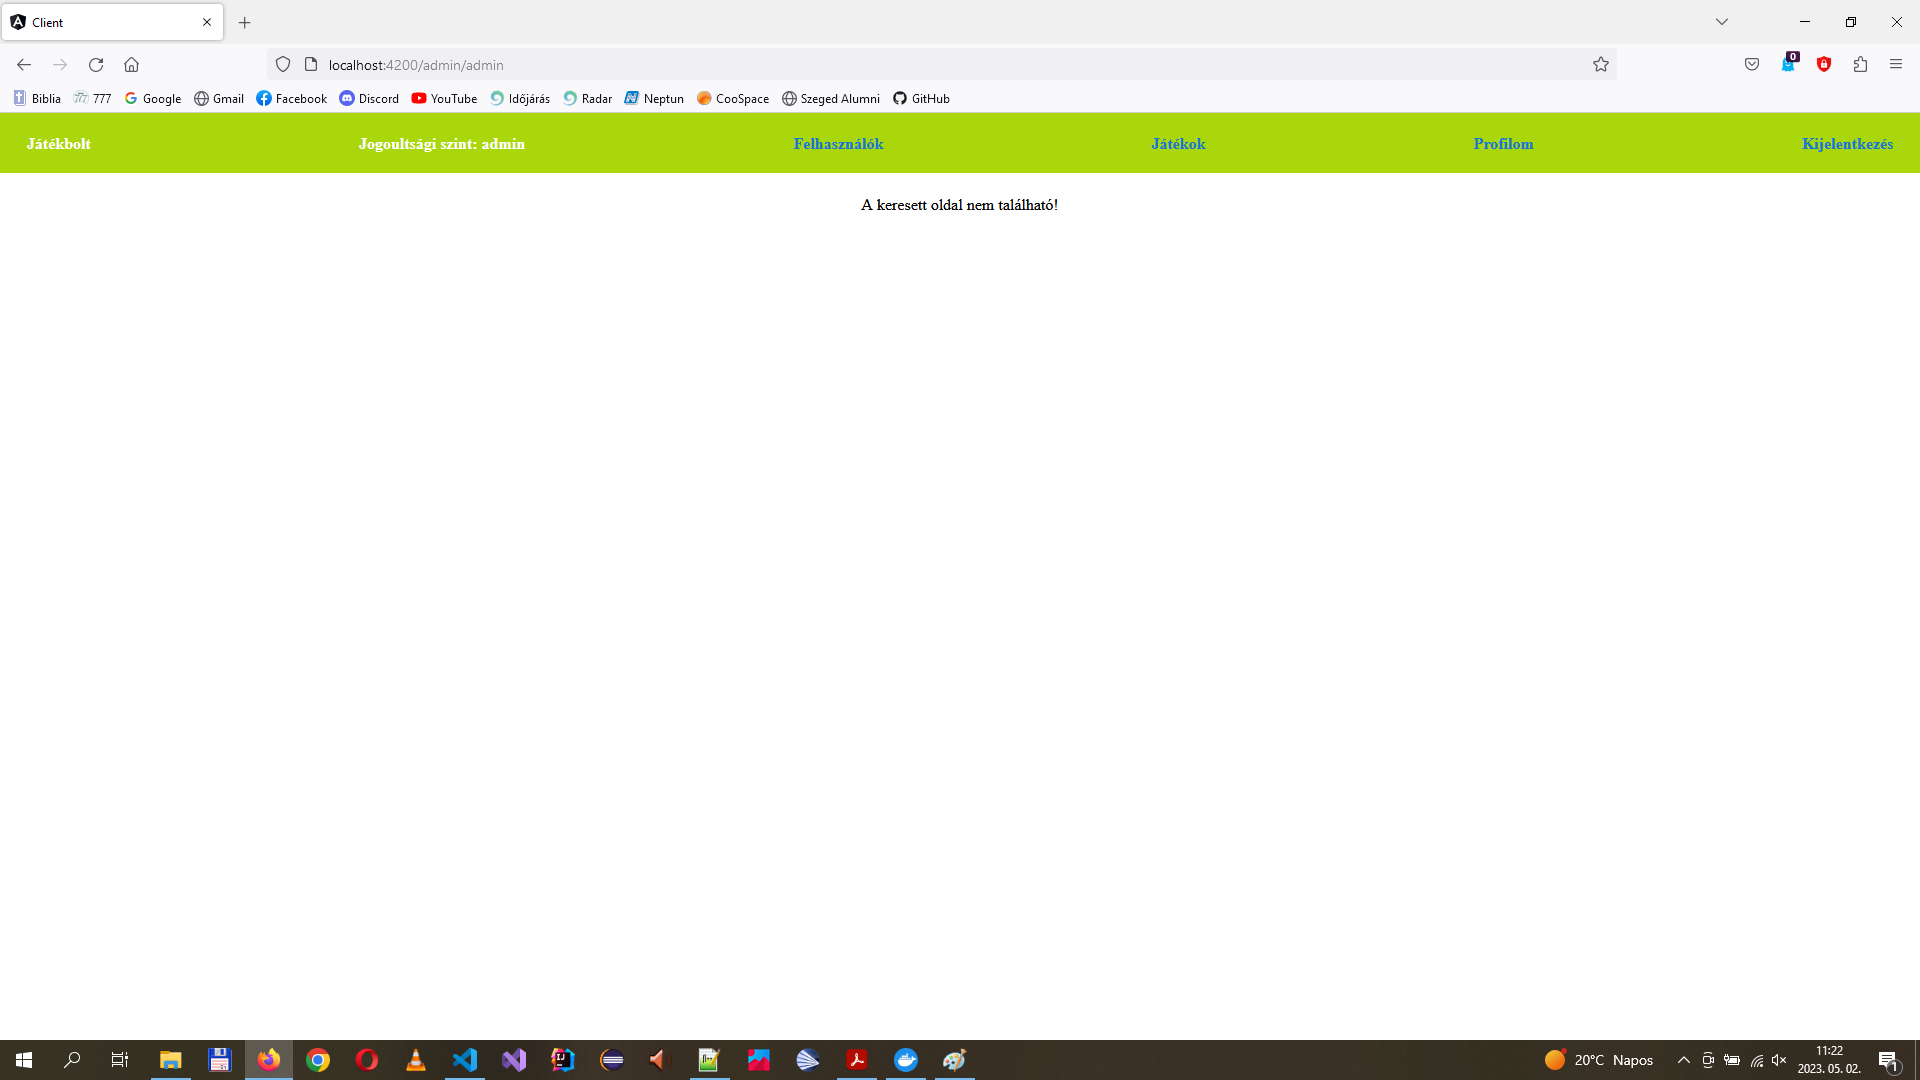 Client
localhost:4200/admin/admin
0
Biblia 777 Google Gmail Facebook Discord YouTube Időjárás Radar Neptun CooSpace Szeged Alumni GitHub
Játékbolt Jogoultsági szint: admin Felhasználók Játékok Profilom Kijelentkezés
A keresett oldal nem található!
20°C Napos
11:22
2023. 05. 02.
1